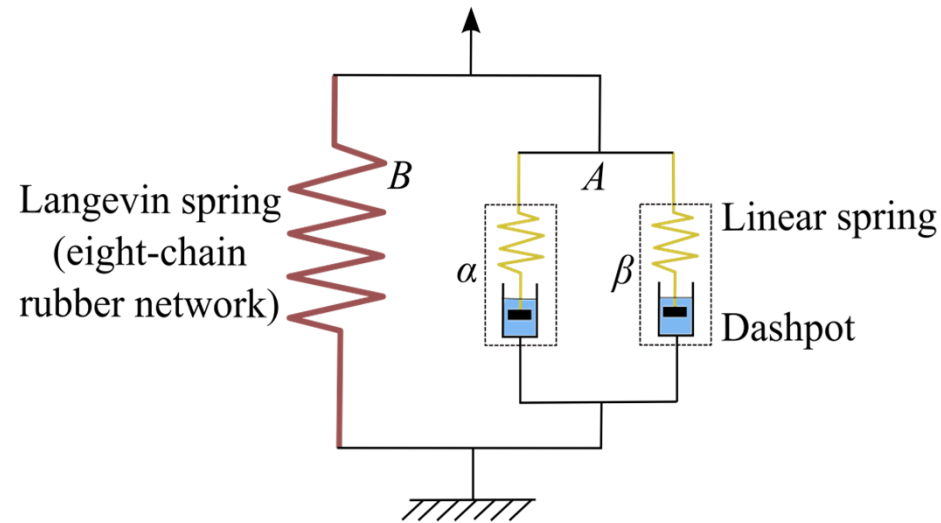 B
A
Langevin spring
(eight-chain
rubber network)
α
β
Linear spring
Dashpot